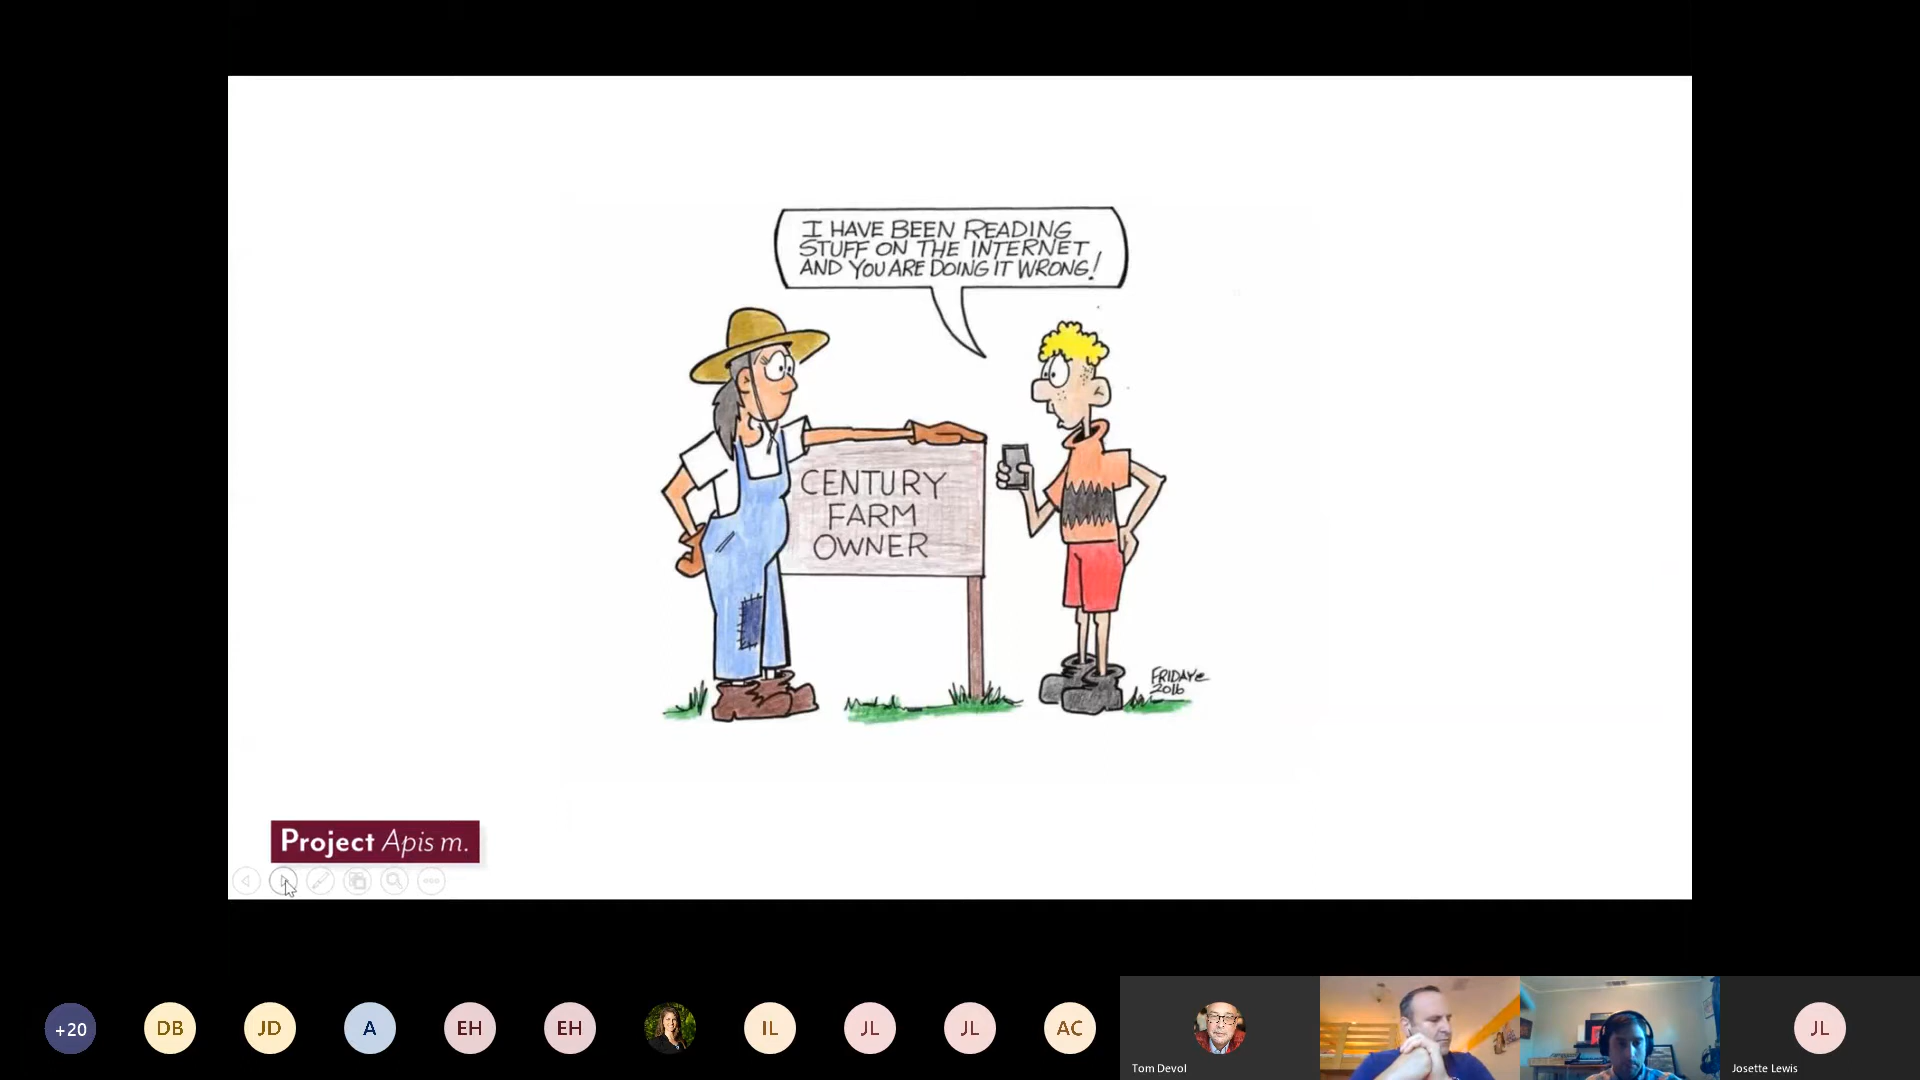 I HAVE BEEN READING
STUFF ON THE INTERNET
AND YOU ARE DOING IT WRONG!
CENTURY
FARM
OWNER
FRIDAY
2016
Project Apis m.
+20
DB
JD
A
EH
EH
IL
JL
JL
AC
Tom Devol
JL
Josette Lewis